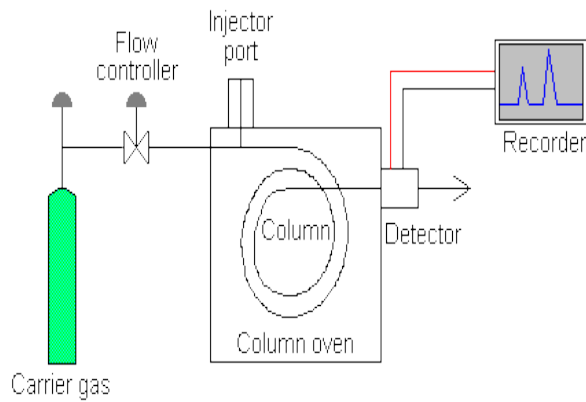 Injector
port
Flow
controller
Recorder
Column
Detector
Column oven
Carrier gas